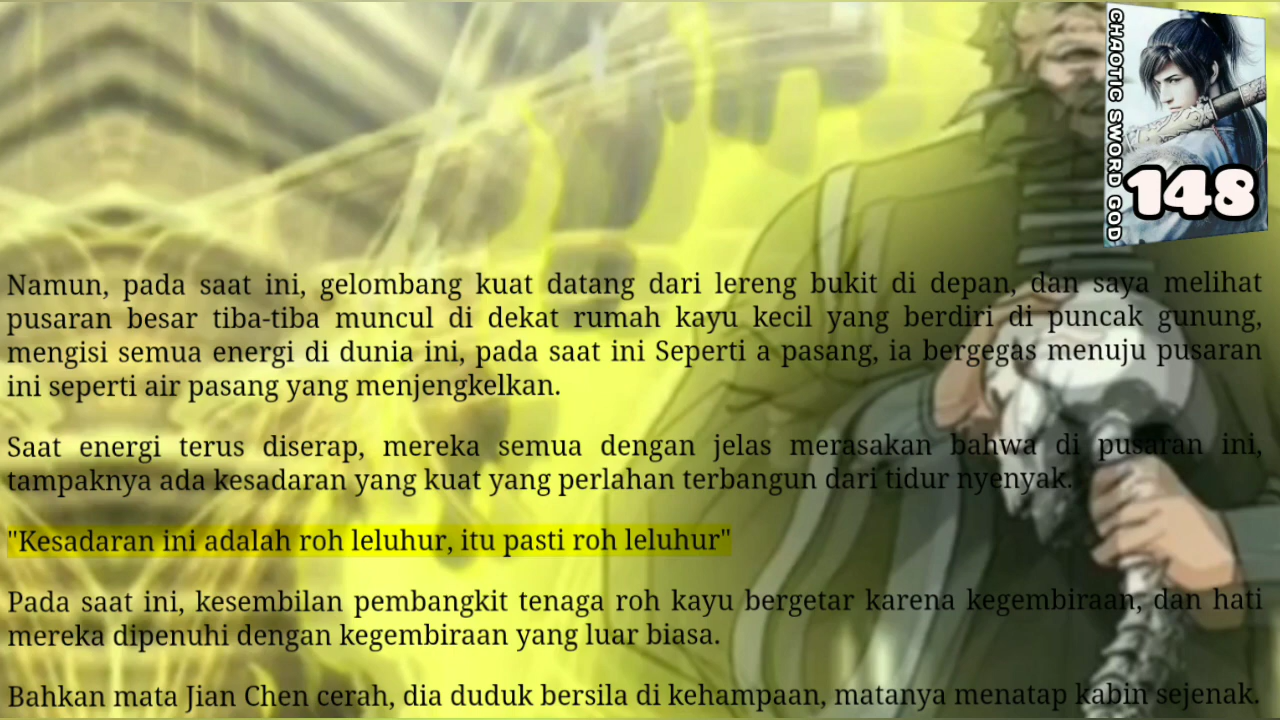 CHAOTIC SWORD GOD
148
Namun, pada saat ini, gelombang kuat datang dari lereng bukit di depan, dan saya melihat
pusaran besar tiba-tiba muncul di dekat rumah kayu kecil yang berdiri di puncak gunung,
mengisi semua energi di dunia ini, pada saat ini Seperti a pasang, ia bergegas menuju pusaran
ini seperti air pasang yang menjengkelkan.
Saat energi terus diserap, mereka semua dengan jelas merasakan bahwa di pusaran ini,
tampaknya ada kesadaran yang kuat yang perlahan terbangun dari tidur nyenyak.
"Kesadaran ini adalah roh leluhur, itu pasti roh leluhur"
Pada saat ini, kesembilan pembangkit tenaga roh kayu bergetar karena kegembiraan, dan hati
mereka dipenuhi dengan kegembiraan yang luar biasa.
Bahkan mata Jian Chen cerah, dia duduk bersila di kehampaan, matanya menatap kabin sejenak.